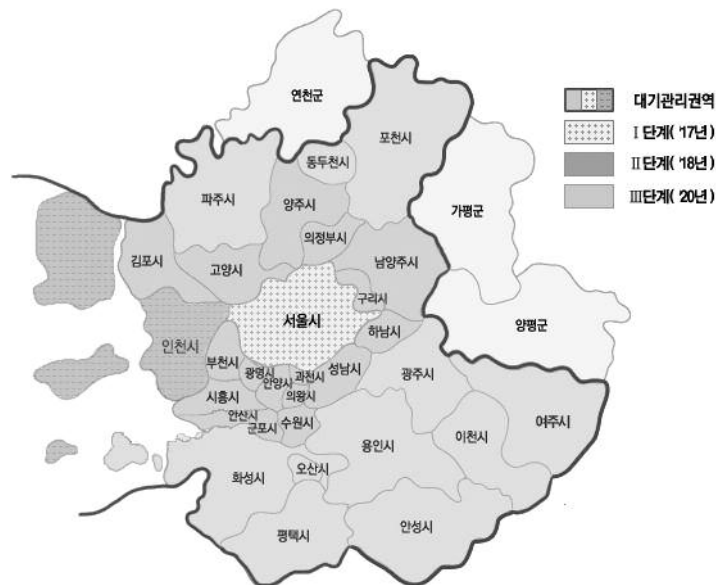 연천군
포천시
동두천시
파주시
양주시
가평군
의정부시
김포시
고양시
남양주시
구리시
서울시
양평군
인천시
하남시
부천시
광명시
과천시
성남시
안양시
광주시
시흥시
의왕시
안산시
군포시
수원시
여주시
용인시
이천시
화성시
오산시
평택시
안성시
대기관리권역
Ⅰ단계( '17년 )
Ⅱ단계( '18년 )
Ⅲ단계( '20년 )